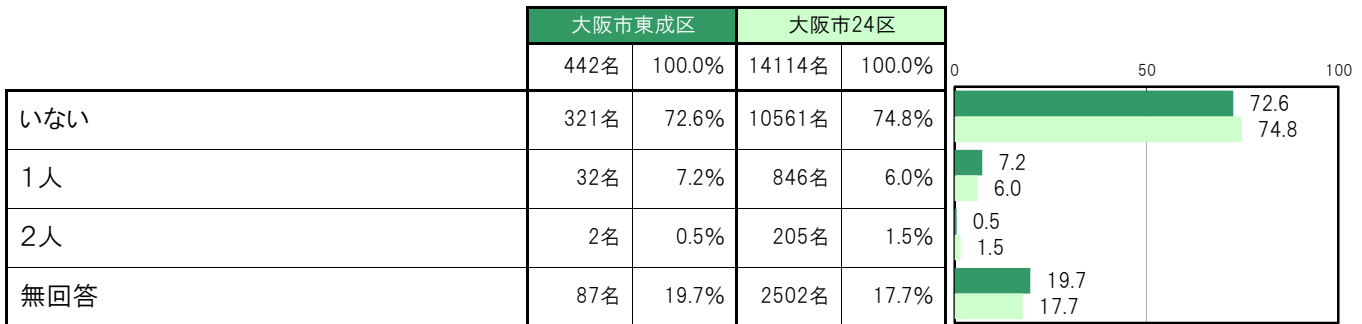 大阪市東成区 大阪市24区
442名 100.0% 14114名 100.0%
0 50 100
いない 321名 72.6% 10561名 74.8%
72.6
74.8
1人 32名 7.2% 846名 6.0%
7.2
6.0
2人 2名 0.5% 205名 1.5%
0.5
1.5
無回答 87名 19.7% 2502名 17.7%
19.7
17.7